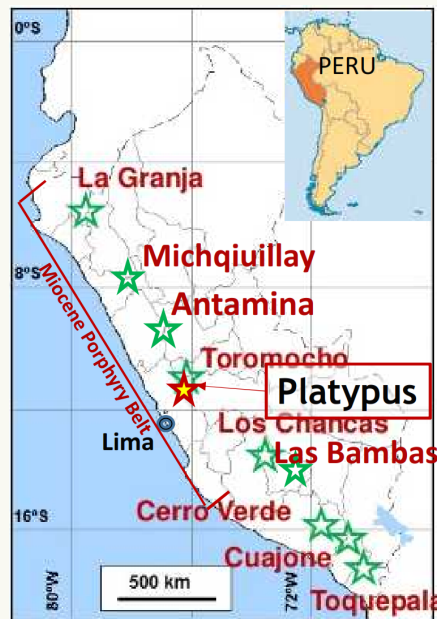 0°S
PERU
La Granja
8°S
Michqiuillay
Antamina
Miocene Porphyry Belt
Toromocho
Platypus
Los Chancas
Lima
Las Bambas
16°S
Cerro Verde
Cuajone
500 km
Toquepala
80°W
72°W